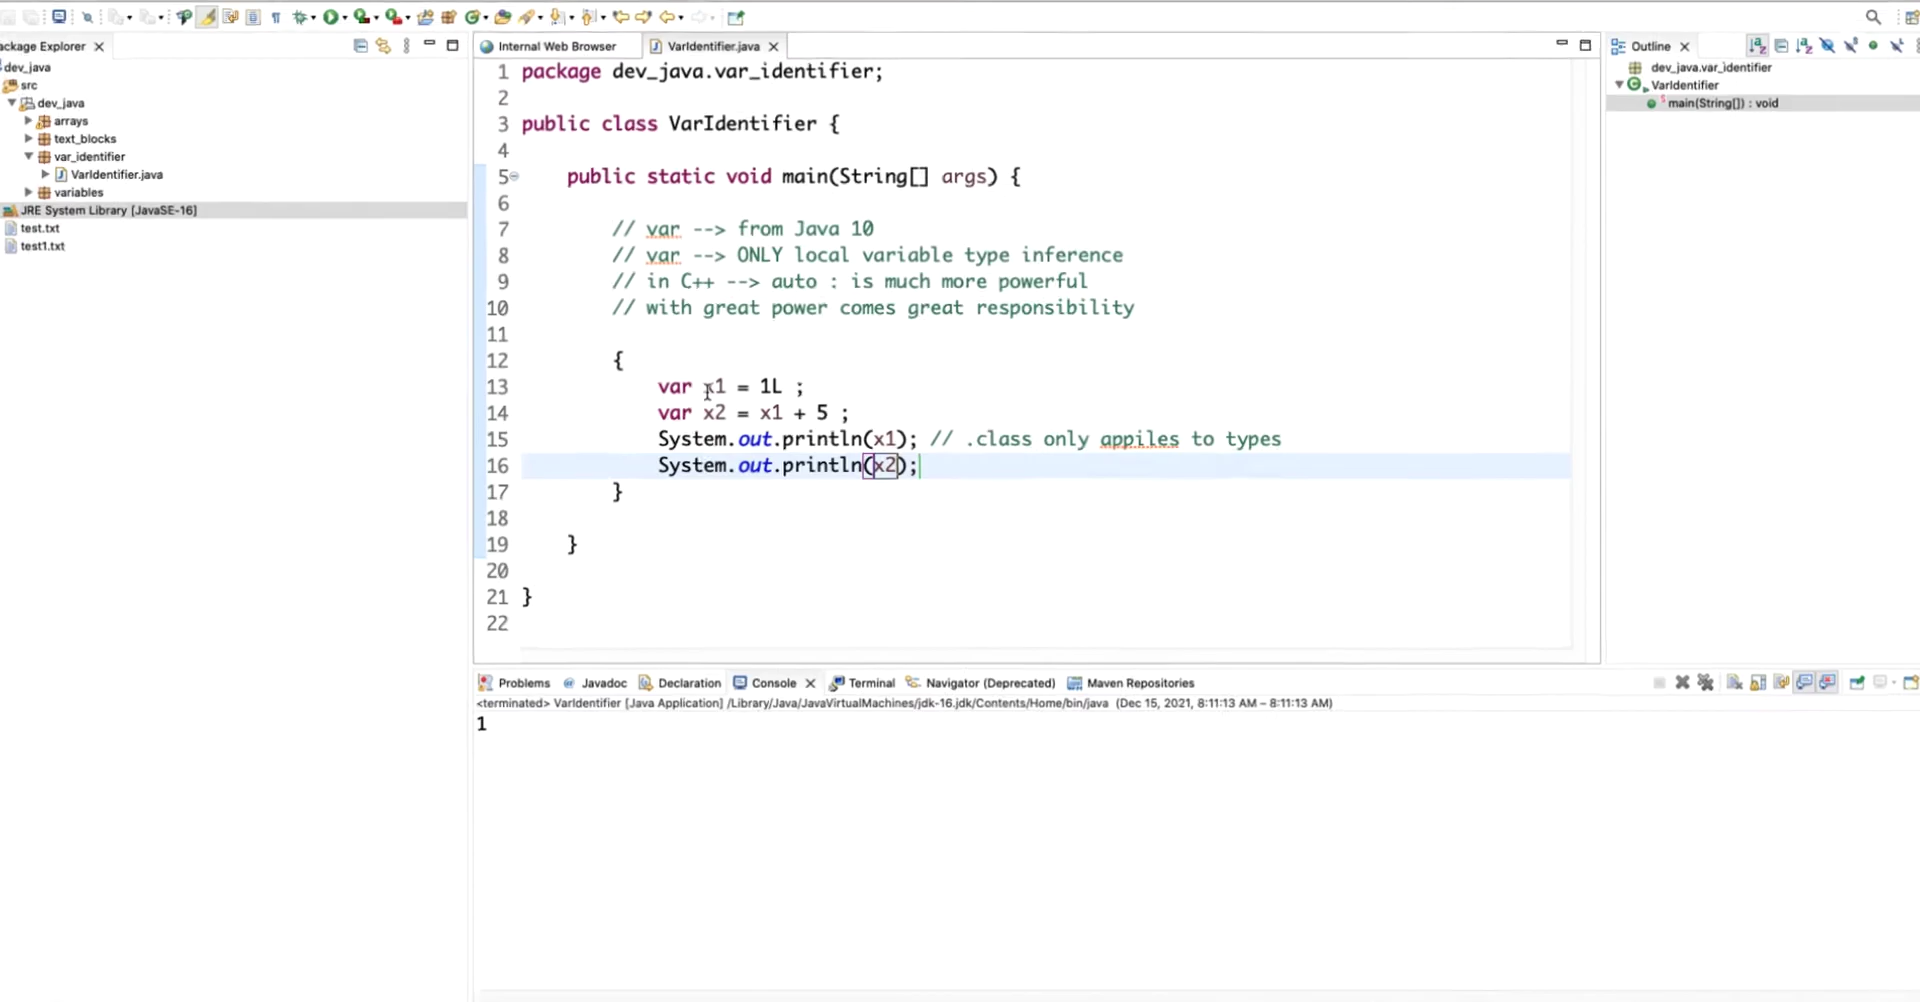 ackage Explorer
dev_java
src
dev_java
arrays
text_blocks
var_identifier
VarIdentifier.java
variables
JRE System Library [JavaSE-16]
test.txt
test1.txt
Internal Web Browser
VarIdentifier.java
1 package dev_java.var_identifier;
2
3 public class VarIdentifier {
4
5 public static void main(String[] args) {
6
7 // var --> from Java 10
8 // var --> ONLY local variable type inference
9 // in C++ --> auto : is much more powerful
10 // with great power comes great responsibility
11
12 {
13 var x1 = 1L ;
14 var x2 = x1 + 5 ;
15 System.out.println(x1); // .class only appiles to types
16 System.out.println(x2);
17 }
18
19 }
20
21 }
22
Outline
dev_java.var_identifier
VarIdentifier
main(String[]) : void
Problems Javadoc Declaration Console Terminal Navigator (Deprecated) Maven Repositories
<terminated> VarIdentifier [Java Application] /Library/Java/JavaVirtualMachines/jdk-16.jdk/Contents/Home/bin/java (Dec 15, 2021, 8:11:13 AM – 8:11:13 AM)
1